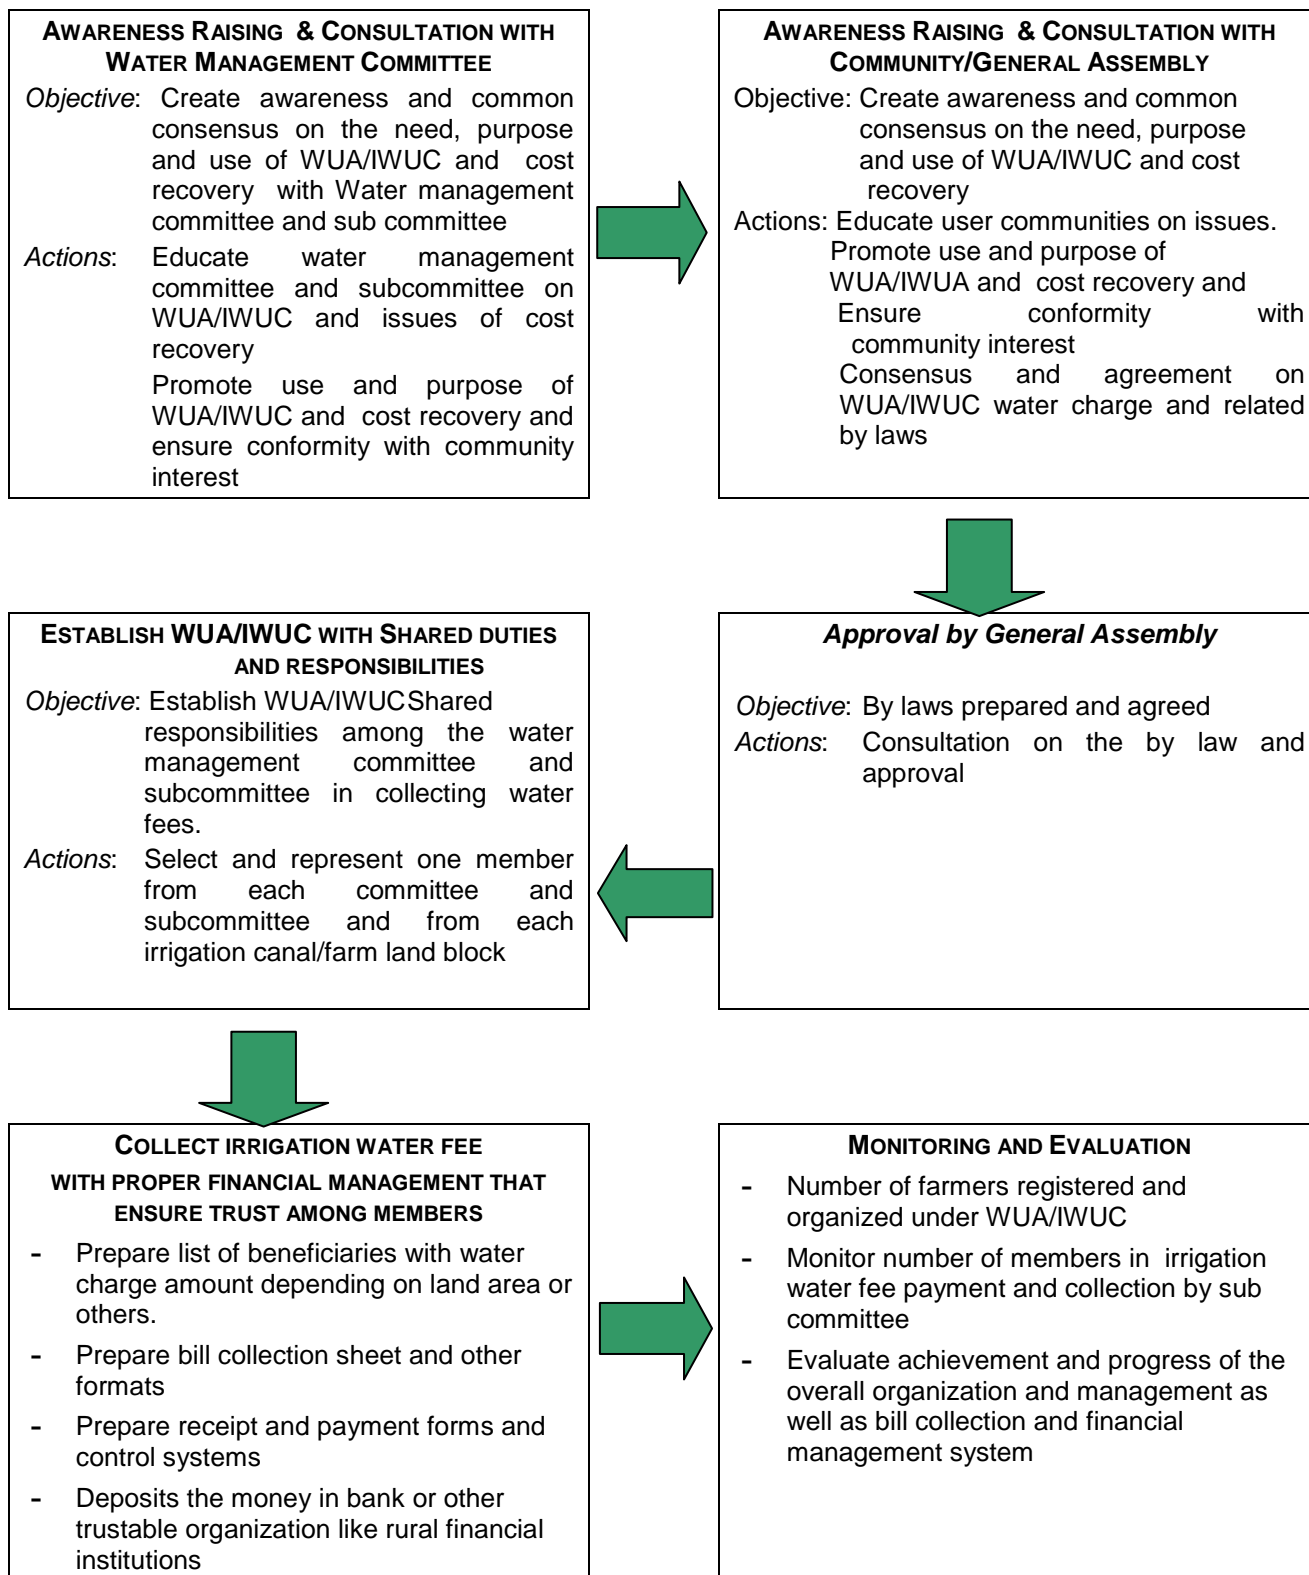 AWARENESS RAISING & CONSULTATION WITH
WATER MANAGEMENT COMMITTEE
Objective: Create awareness and common
consensus on the need, purpose
and use of WUA/IWUC and cost
recovery with Water management
committee and sub committee
Actions: Educate water management
committee and subcommittee on
WUA/IWUC and issues of cost
recovery
Promote use and purpose of
WUA/IWUC and cost recovery and
ensure conformity with community
interest
AWARENESS RAISING & CONSULTATION WITH
COMMUNITY/GENERAL ASSEMBLY
Objective: Create awareness and common
consensus on the need, purpose
and use of WUA/IWUC and cost
recovery
Actions: Educate user communities on issues.
Promote use and purpose of
WUA/IWUA and cost recovery and
Ensure conformity with
community interest
Consensus and agreement on
WUA/IWUC water charge and related
by laws
Approval by General Assembly
Objective: By laws prepared and agreed
Actions: Consultation on the by law and
approval
ESTABLISH WUA/IWUC WITH SHARED DUTIES
AND RESPONSIBILITIES
Objective: Establish WUA/IWUC Shared
responsibilities among the water
management committee and
subcommittee in collecting water
fees.
Actions: Select and represent one member
from each committee and
subcommittee and from each
irrigation canal/farm land block
COLLECT IRRIGATION WATER FEE
WITH PROPER FINANCIAL MANAGEMENT THAT
ENSURE TRUST AMONG MEMBERS
- Prepare list of beneficiaries with water
charge amount depending on land area or
others.
- Prepare bill collection sheet and other
formats
- Prepare receipt and payment forms and
control systems
- Deposits the money in bank or other
trustable organization like rural financial
institutions
MONITORING AND EVALUATION
- Number of farmers registered and
organized under WUA/IWUC
- Monitor number of members in irrigation
water fee payment and collection by sub
committee
- Evaluate achievement and progress of the
overall organization and management as
well as bill collection and financial
management system